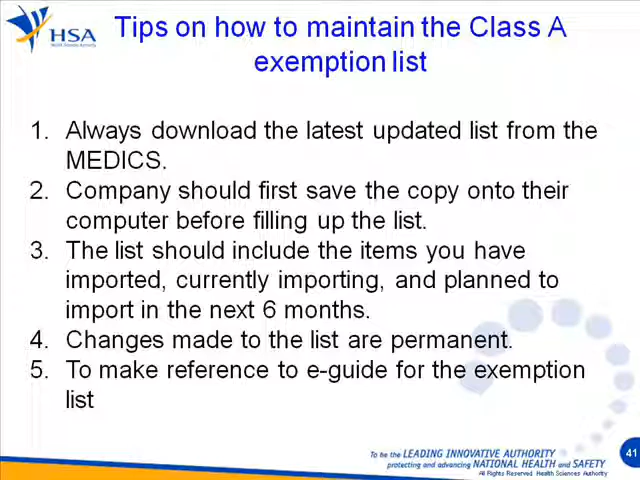 HSA
Health Sciences Authority
Tips on how to maintain the Class A
exemption list
1. Always download the latest updated list from the
MEDICS.
2. Company should first save the copy onto their
computer before filling up the list.
3. The list should include the items you have
imported, currently importing, and planned to
import in the next 6 months.
4. Changes made to the list are permanent.
5. To make reference to e-guide for the exemption
list
To be the LEADING INNOVATIVE AUTHORITY
protecting and advancing NATIONAL HEALTH and SAFETY
All Rights Reserved. Health Sciences Authority
41